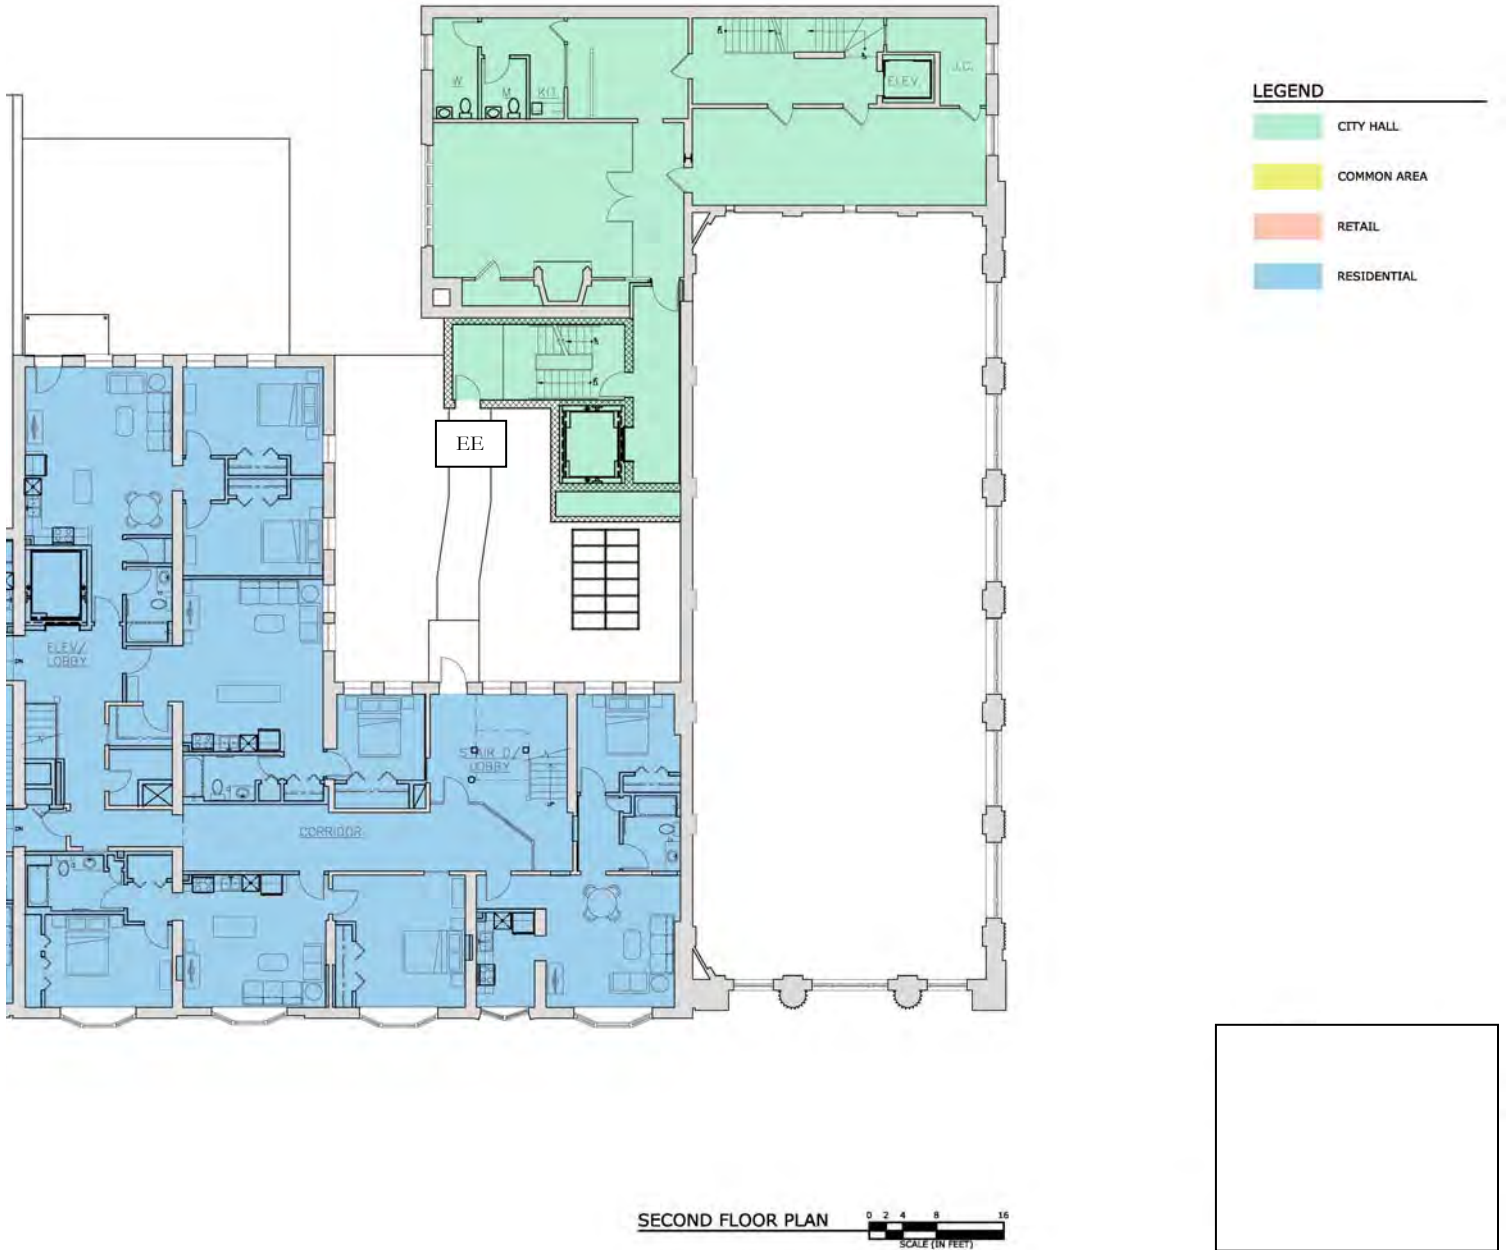 LEGEND
CITY HALL
COMMON AREA
RETAIL
RESIDENTIAL
W
M
KIT
ELEV.
J.C.
EE
ELEV/
LOBBY
STAIR D/
LOBBY
CORRIDOR
SECOND FLOOR PLAN
0 2 4 8 16
SCALE (IN FEET)